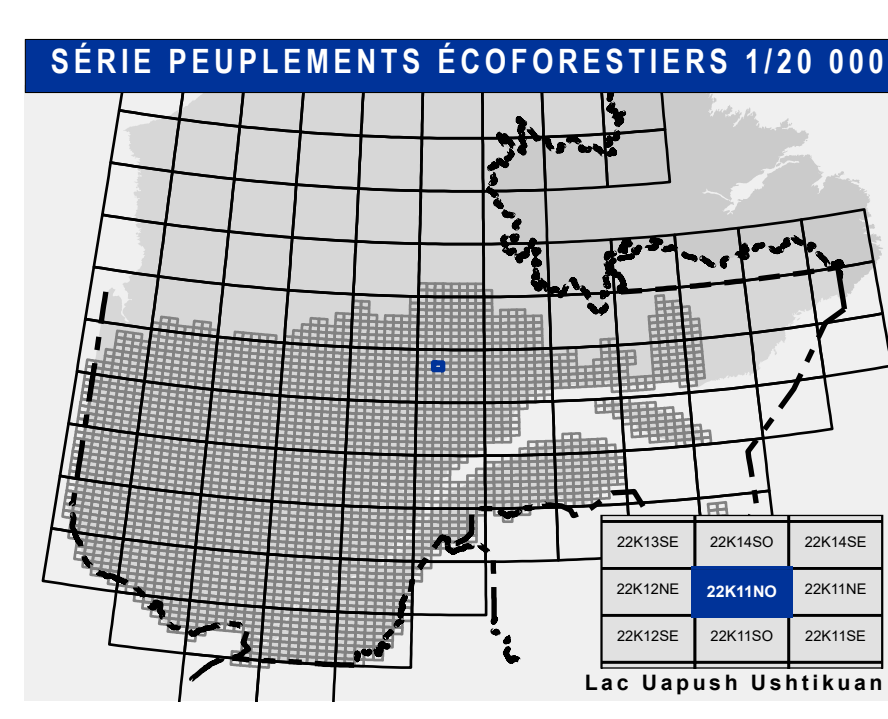 SÉRIE PEUPLEMENTS ÉCOFORESTIERS 1/20 000
22K13SE 22K14SO 22K14SE
22K12NE 22K11NO 22K11NE
22K12SE 22K11SO 22K11SE
Lac Uapush Ushtikuan